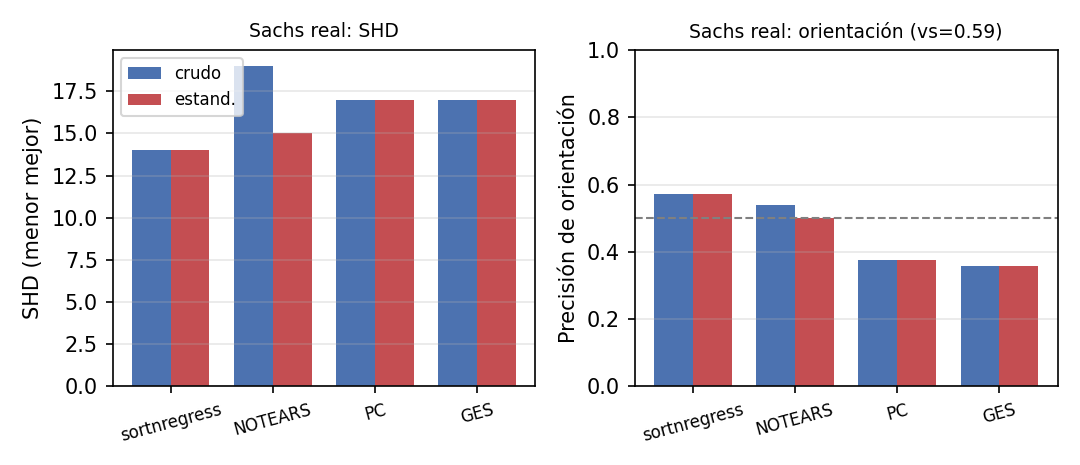 Sachs real: SHD
SHD (menor mejor)
17.5
15.0
12.5
10.0
7.5
5.0
2.5
0.0
crudo
estand.
sortnregress
NOTEARS
PC
GES
Sachs real: orientación (vs=0.59)
Precisión de orientación
1.0
0.8
0.6
0.4
0.2
0.0
sortnregress
NOTEARS
PC
GES